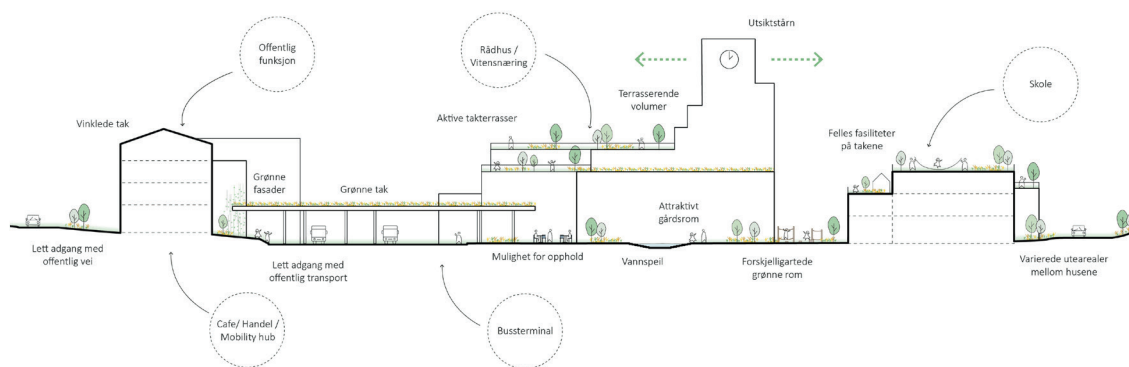 Offentlig
funksjon
Vinklede tak
Grønne
fasader
Grønne tak
Lett adgang med
offentlig vei
Lett adgang med
offentlig transport
Cafe/ Handel /
Mobility hub
Rådhus /
Vitensnæring
Utsiktstårn
Terrasserende
volumer
Aktive takterrasser
Attraktivt
gårdsrom
Mulighet for opphold
Vannspeil
Bussterminal
Forskjelligartede
grønne rom
Felles fasiliteter
på takene
Skole
Varierede utearealer
mellom husene